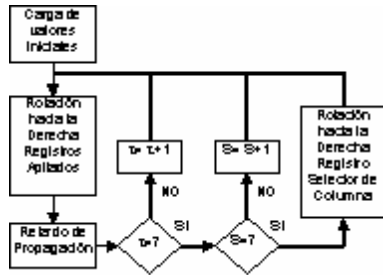 Carga de
valores
Iniciales
Rotación
hacia la
Derecha
Registros
Apilados
Retardo de
Propagación
τ= τ+ 1
NO
τ=7
SI
S= S+ 1
NO
S=7
SI
Rotación
hacia la
Derecha
Registro
Selector de
Columna